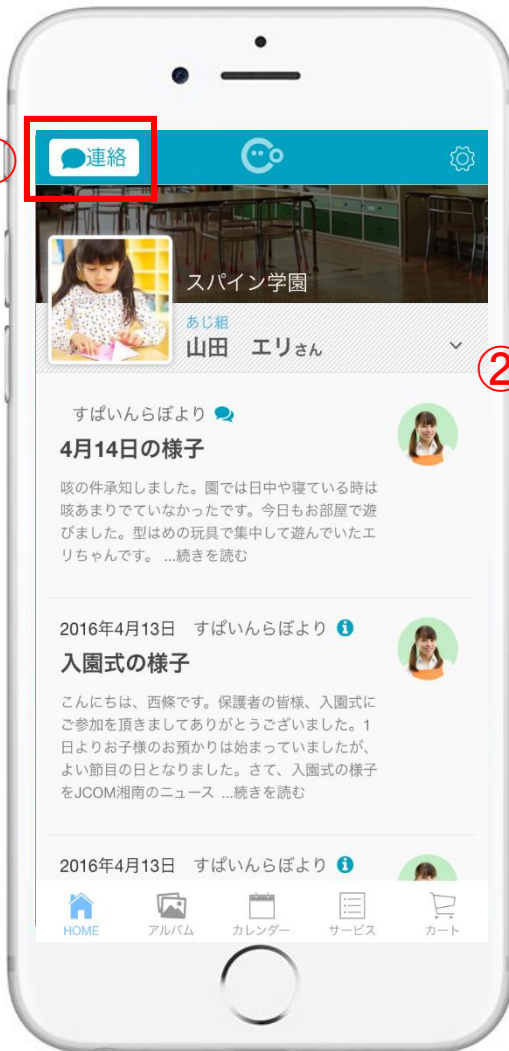 連絡
スパイン学園
あじ組
山田 エリさん
②
すぱいんらぼより
4月14日の様子
咳の件承知しました。園では日中や寝ている時は
咳あまりでていなかったです。今日もお部屋で遊
びました。型はめの玩具で集中して遊んでいたエ
リちゃんです。 ...続きを読む
2016年4月13日 すぱいんらぼより
入園式の様子
こんにちは、西條です。保護者の皆様、入園式に
ご参加を頂きましてありがとうございました。1
日よりお子様のお預かりは始まっていましたが、
よい節目の日となりました。さて、入園式の様子
をJCOM湘南のニュース ...続きを読む
2016年4月13日 すぱいんらぼより
HOME アルバム カレンダー サービス カート